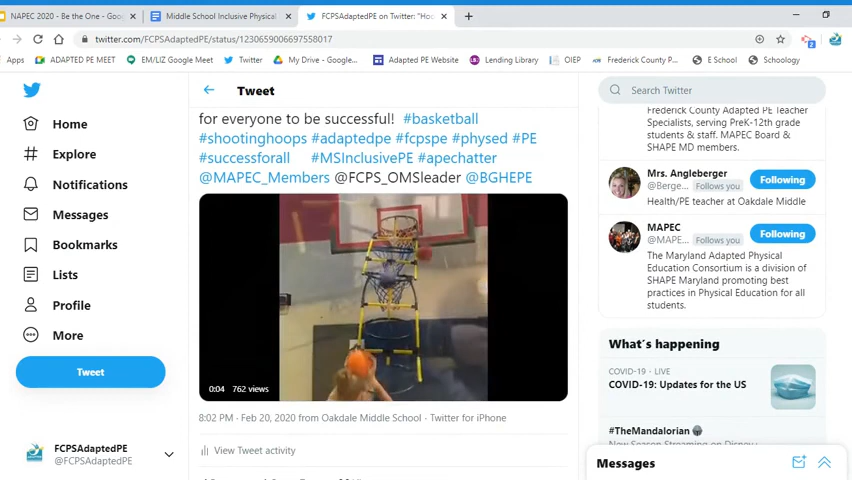 NAPEC 2020 - Be the One - Goo
Middle School Inclusive Physical
FCPSAdaptedPE on Twitter: "Hoo
twitter.com/FCPSAdaptedPE/status/1230659006697558017
Apps
ADAPTED PE MEET
EM/LIZ Google Meet
Twitter
My Drive - Google...
Adapted PE Website
Lending Library
OIEP
Frederick County P...
E School
Schoology
Home
Explore
Notifications
Messages
Bookmarks
Lists
Profile
More
Tweet
FCPSAdaptedPE
@FCPSAdaptedPE
Tweet
for everyone to be successful! #basketball
#shootinghoops #adaptedpe #fcpspe #physed #PE
#successforall #MSInclusivePE #apechatter
@MAPEC_Members @FCPS_OMSleader @BGHEPE
0:04 762 views
8:02 PM · Feb 20, 2020 from Oakdale Middle School · Twitter for iPhone
View Tweet activity
Search Twitter
Frederick County Adapted PE Teacher
Specialists, serving PreK-12th grade
students & staff. MAPEC Board &
SHAPE MD members.
Mrs. Angleberger
@Berge... Follows you
Following
Health/PE teacher at Oakdale Middle
MAPEC
@MAPE... Follows you
Following
The Maryland Adapted Physical
Education Consortium is a division of
SHAPE Maryland promoting best
practices in Physical Education for all
students.
What's happening
COVID-19 · LIVE
COVID-19: Updates for the US
#TheMandalorian
New Season Streaming on Disney+
Messages